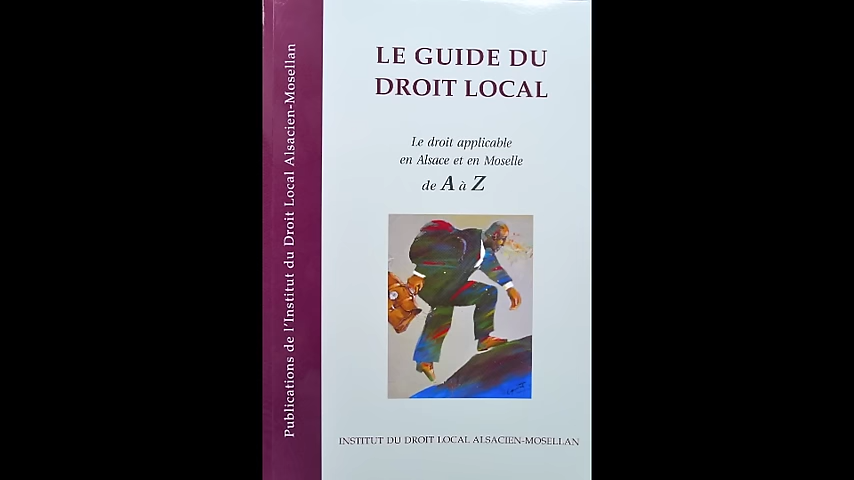 Publications de l'Institut du Droit Local Alsacien-Mosellan
LE GUIDE DU
DROIT LOCAL
Le droit applicable
en Alsace et en Moselle
de A à Z
INSTITUT DU DROIT LOCAL ALSACIEN-MOSELLAN